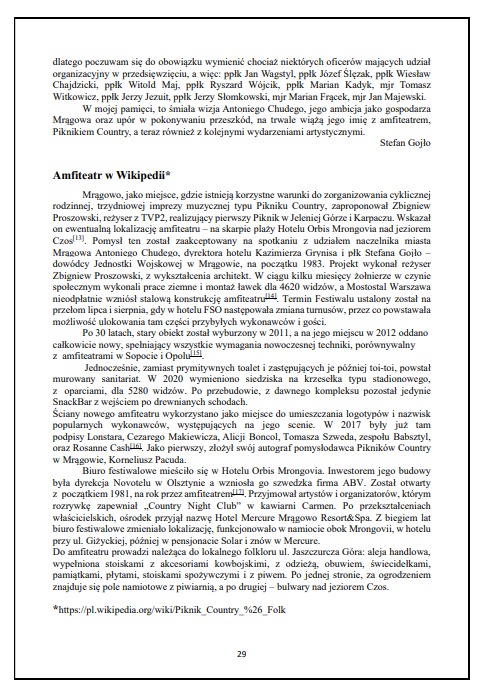 dlatego poczuwam się do obowiązku wymienić chociaż niektórych oficerów mających udział
organizacyjny w przedsięwzięciu, a więc: ppłk Jan Wagstyl, ppłk Józef Ślęzak, ppłk Wiesław
Chajdzicki, ppłk Witold Maj, ppłk Ryszard Wójcik, ppłk Marian Kadyk, mjr Tomasz
Witkowicz, ppłk Jerzy Jezuit, ppłk Jerzy Słomkowski, mjr Marian Frącek, mjr Jan Majewski.
W mojej pamięci, to śmiała wizja Antoniego Chudego, jego ambicja jako gospodarza
Mrągowa oraz upór w pokonywaniu przeszkód, na trwale wiążą jego imię z amfiteatrem,
Piknikiem Country, a teraz również z kolejnymi wydarzeniami artystycznymi.
Stefan Gojło
Amfiteatr w Wikipedii*
Mrągowo, jako miejsce, gdzie istnieją korzystne warunki do zorganizowania cyklicznej
rodzinnej, trzydniowej imprezy muzycznej typu Pikniku Country, zaproponował Zbigniew
Proszowski, reżyser z TVP2, realizujący pierwszy Piknik w Jeleniej Górze i Karpaczu. Wskazał
on ewentualną lokalizację amfiteatru – na skarpie plaży Hotelu Orbis Mrongovia nad jeziorem
Czos[13]. Pomysł ten został zaakceptowany na spotkaniu z udziałem naczelnika miasta
Mrągowa Antoniego Chudego, dyrektora hotelu Kazimierza Grynisa i płk Stefana Gojło –
dowódcy Jednostki Wojskowej w Mrągowie, na początku 1983. Projekt wykonał reżyser
Zbigniew Proszowski, z wykształcenia architekt. W ciągu kilku miesięcy żołnierze w czynie
społecznym wykonali prace ziemne i montaż ławek dla 4620 widzów, a Mostostal Warszawa
nieodpłatnie wzniósł stalową konstrukcję amfiteatru[14]. Termin Festiwalu ustalony został na
przełom lipca i sierpnia, gdy w hotelu FSO następowała zmiana turnusów, przez co powstawała
możliwość ulokowania tam części przybyłych wykonawców i gości.
Po 30 latach, stary obiekt został wyburzony w 2011, a na jego miejscu w 2012 oddano
całkowicie nowy, spełniający wszystkie wymagania nowoczesnej techniki, porównywalny
z amfiteatrami w Sopocie i Opolu[15].
Jednocześnie, zamiast prymitywnych toalet i zastępujących je później toi-toi, powstał
murowany sanitariat. W 2020 wymieniono siedziska na krzesełka typu stadionowego,
z oparciami, dla 5280 widzów. Po przebudowie, z dawnego kompleksu pozostał jedynie
SnackBar z wejściem po drewnianych schodach.
Ściany nowego amfiteatru wykorzystano jako miejsce do umieszczania logotypów i nazwisk
popularnych wykonawców, występujących na jego scenie. W 2017 były już tam
podpisy Lonstara, Cezarego Makiewicza, Alicji Boncol, Tomasza Szweda, zespołu Babsztyl,
oraz Rosanne Cash[16]. Jako pierwszy, złożył swój autograf pomysłodawca Pikników Country
w Mrągowie, Korneliusz Pacuda.
Biuro festiwalowe mieściło się w Hotelu Orbis Mrongovia. Inwestorem jego budowy
była dyrekcja Novotelu w Olsztynie a wzniosła go szwedzka firma ABV. Został otwarty
z początkiem 1981, na rok przez amfiteatrem[17]. Przyjmował artystów i organizatorów, którym
rozrywkę zapewniał „Country Night Club” w kawiarni Carmen. Po przekształceniach
właścicielskich, ośrodek przyjął nazwę Hotel Mercure Mrągowo Resort&Spa. Z biegiem lat
biuro festiwalowe zmieniało lokalizację, funkcjonowało w namiocie obok Mrongovii, w hotelu
przy ul. Giżyckiej, później w pensjonacie Solar i znów w Mercure.
Do amfiteatru prowadzi należąca do lokalnego folkloru ul. Jaszczurcza Góra: aleja handlowa,
wypełniona stoiskami z akcesoriami kowbojskimi, z odzieżą, obuwiem, świecidełkami,
pamiątkami, płytami, stoiskami spożywczymi i z piwem. Po jednej stronie, za ogrodzeniem
znajduje się pole namiotowe z piwiarnią, a po drugiej – bulwary nad jeziorem Czos.
*https://pl.wikipedia.org/wiki/Piknik_Country_%26_Folk
29